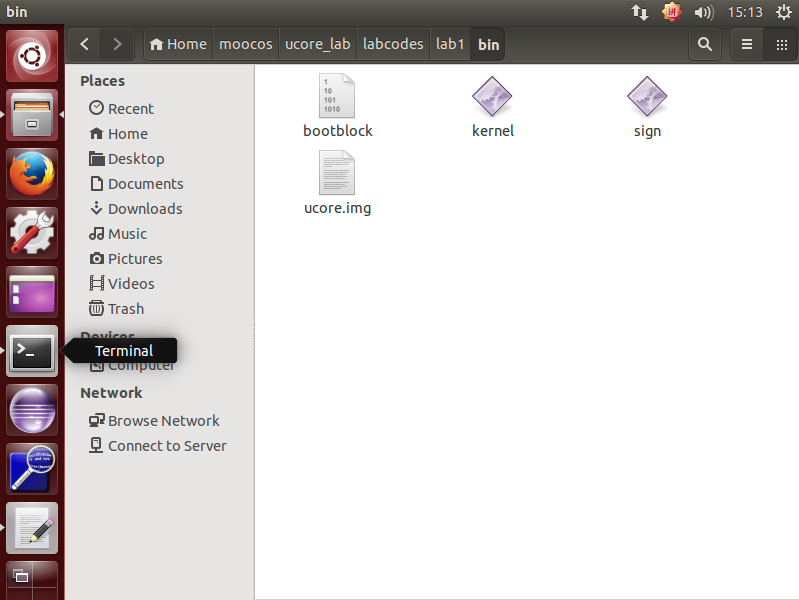 bin
拼
15:13
Home
moocos
ucore_lab
labcodes
lab1
bin
Places
Recent
Home
Desktop
Documents
Downloads
Music
Pictures
Videos
Trash
Devices
Terminal
Computer
Network
Browse Network
Connect to Server
1
10
101
1010
bootblock
kernel
sign
ucore.img